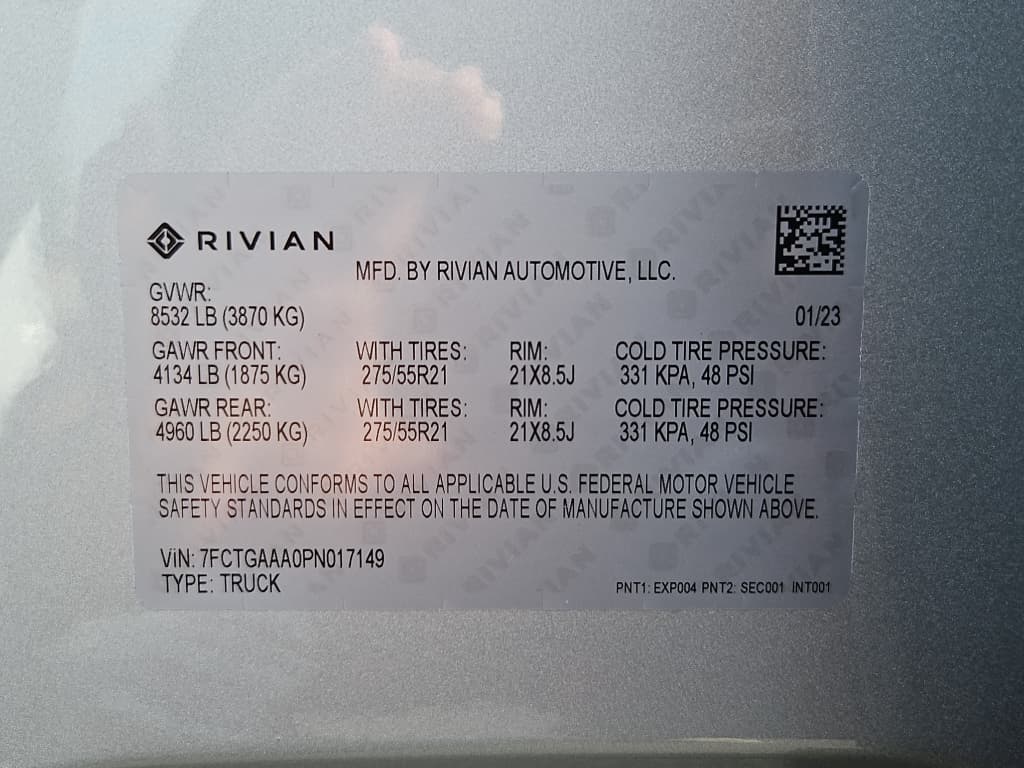 RIVIAN
MFD. BY RIVIAN AUTOMOTIVE, LLC.
GVWR:
8532 LB (3870 KG) 01/23
GAWR FRONT: WITH TIRES: RIM: COLD TIRE PRESSURE:
4134 LB (1875 KG) 275/55R21 21X8.5J 331 KPA, 48 PSI
GAWR REAR: WITH TIRES: RIM: COLD TIRE PRESSURE:
4960 LB (2250 KG) 275/55R21 21X8.5J 331 KPA, 48 PSI
THIS VEHICLE CONFORMS TO ALL APPLICABLE U.S. FEDERAL MOTOR VEHICLE
SAFETY STANDARDS IN EFFECT ON THE DATE OF MANUFACTURE SHOWN ABOVE.
ViN: 7FCTGAAA0PN017149
TYPE: TRUCK PNT1: EXP004 PNT2: SEC001 INT001